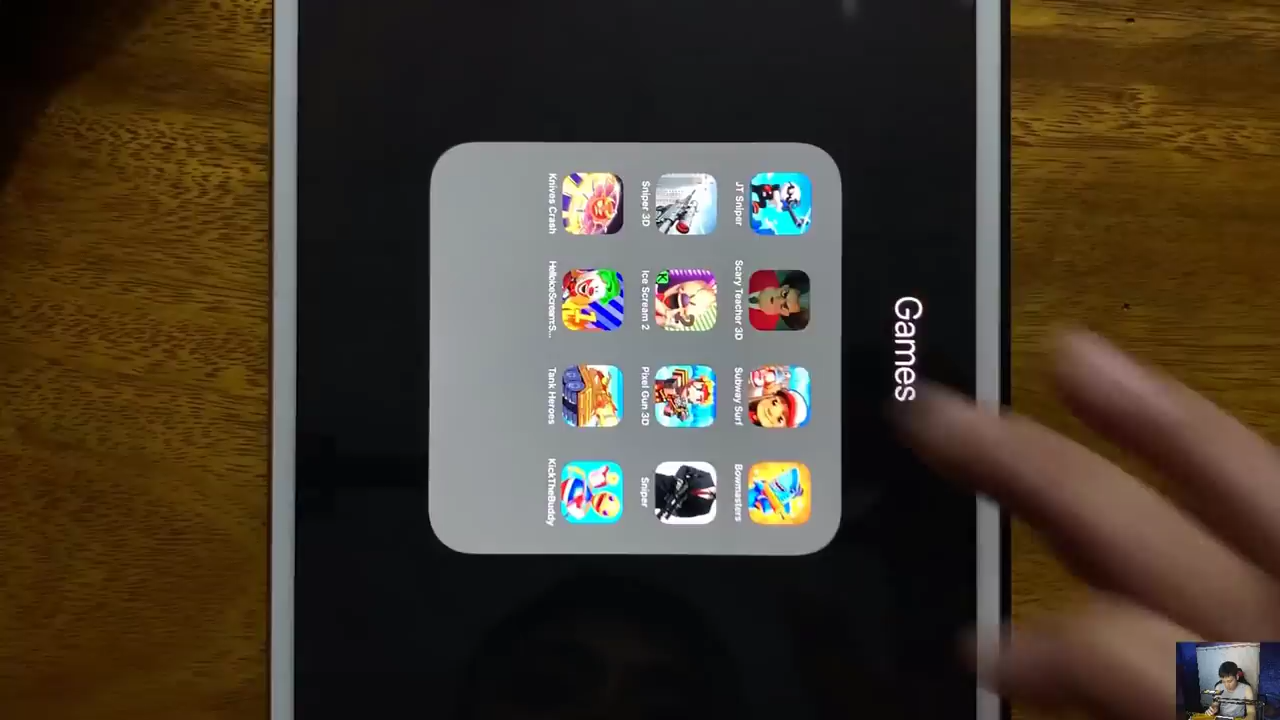 Games
JT Sniper
Scary Teacher 3D
Subway Surf
Bowmasters
Sniper 3D
Ice Scream 2
Pixel Gun 3D
Sniper
Knives Crash
HelloIceScream:S...
Tank Heroes
KickTheBuddy